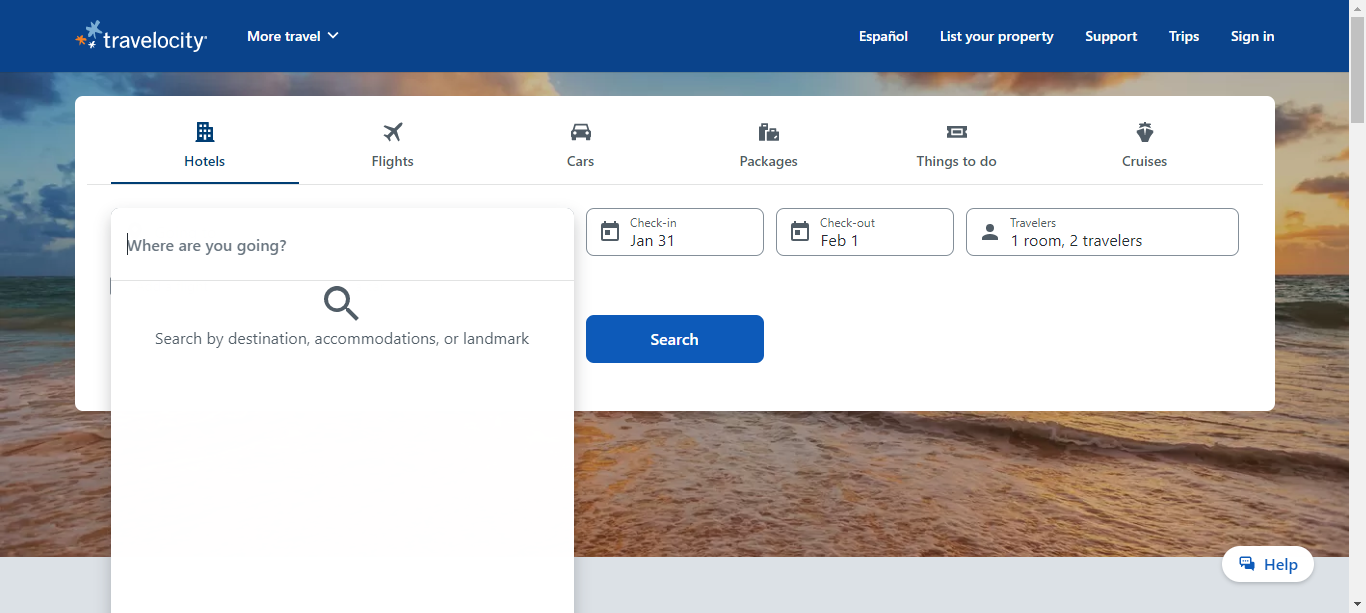 travelocity
More travel
Español
List your property
Support
Trips
Sign in
Hotels
Flights
Cars
Packages
Things to do
Cruises
Where are you going?
Search by destination, accommodations, or landmark
Check-in
Jan 31
Check-out
Feb 1
Travelers
1 room, 2 travelers
Search
Help